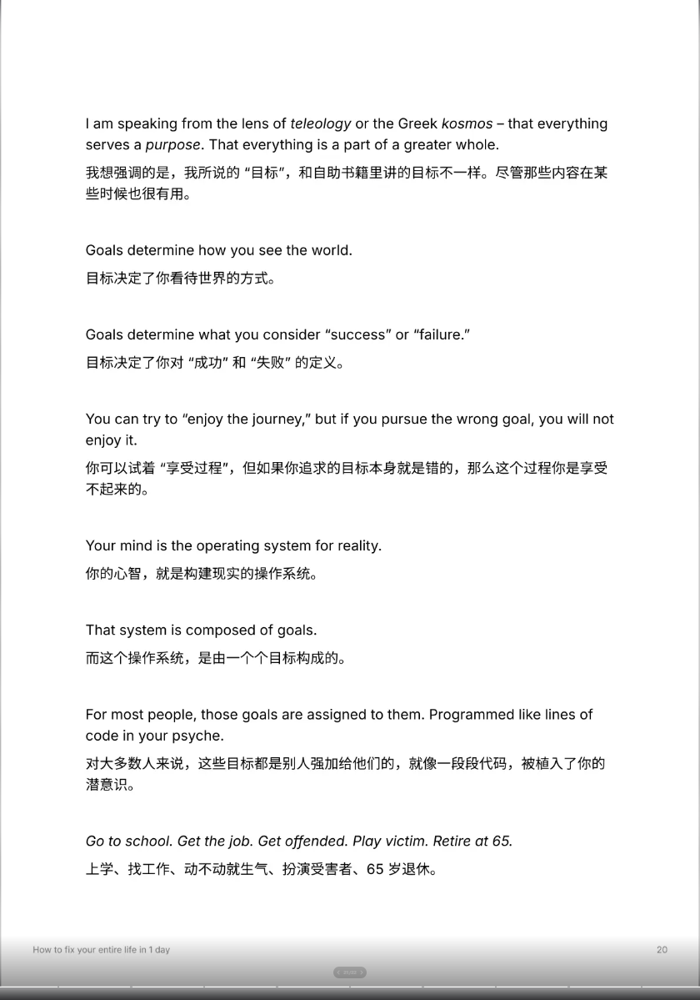 I am speaking from the lens of teleology or the Greek kosmos – that everything
serves a purpose. That everything is a part of a greater whole.
我想强调的是，我所说的 “目标”，和自助书籍里讲的目标不一样。尽管那些内容在某
些时候也很有用。
Goals determine how you see the world.
目标决定了你看待世界的方式。
Goals determine what you consider “success” or “failure.”
目标决定了你对 “成功” 和 “失败” 的定义。
You can try to “enjoy the journey,” but if you pursue the wrong goal, you will not
enjoy it.
你可以试着 “享受过程”，但如果你追求的目标本身就是错的，那么这个过程你是享受
不起来的。
Your mind is the operating system for reality.
你的心智，就是构建现实的操作系统。
That system is composed of goals.
而这个操作系统，是由一个个目标构成的。
For most people, those goals are assigned to them. Programmed like lines of
code in your psyche.
对大多数人来说，这些目标都是别人强加给他们的，就像一段段代码，被植入了你的
潜意识。
Go to school. Get the job. Get offended. Play victim. Retire at 65.
上学、找工作、动不动就生气、扮演受害者、65 岁退休。
How to fix your entire life in 1 day
20